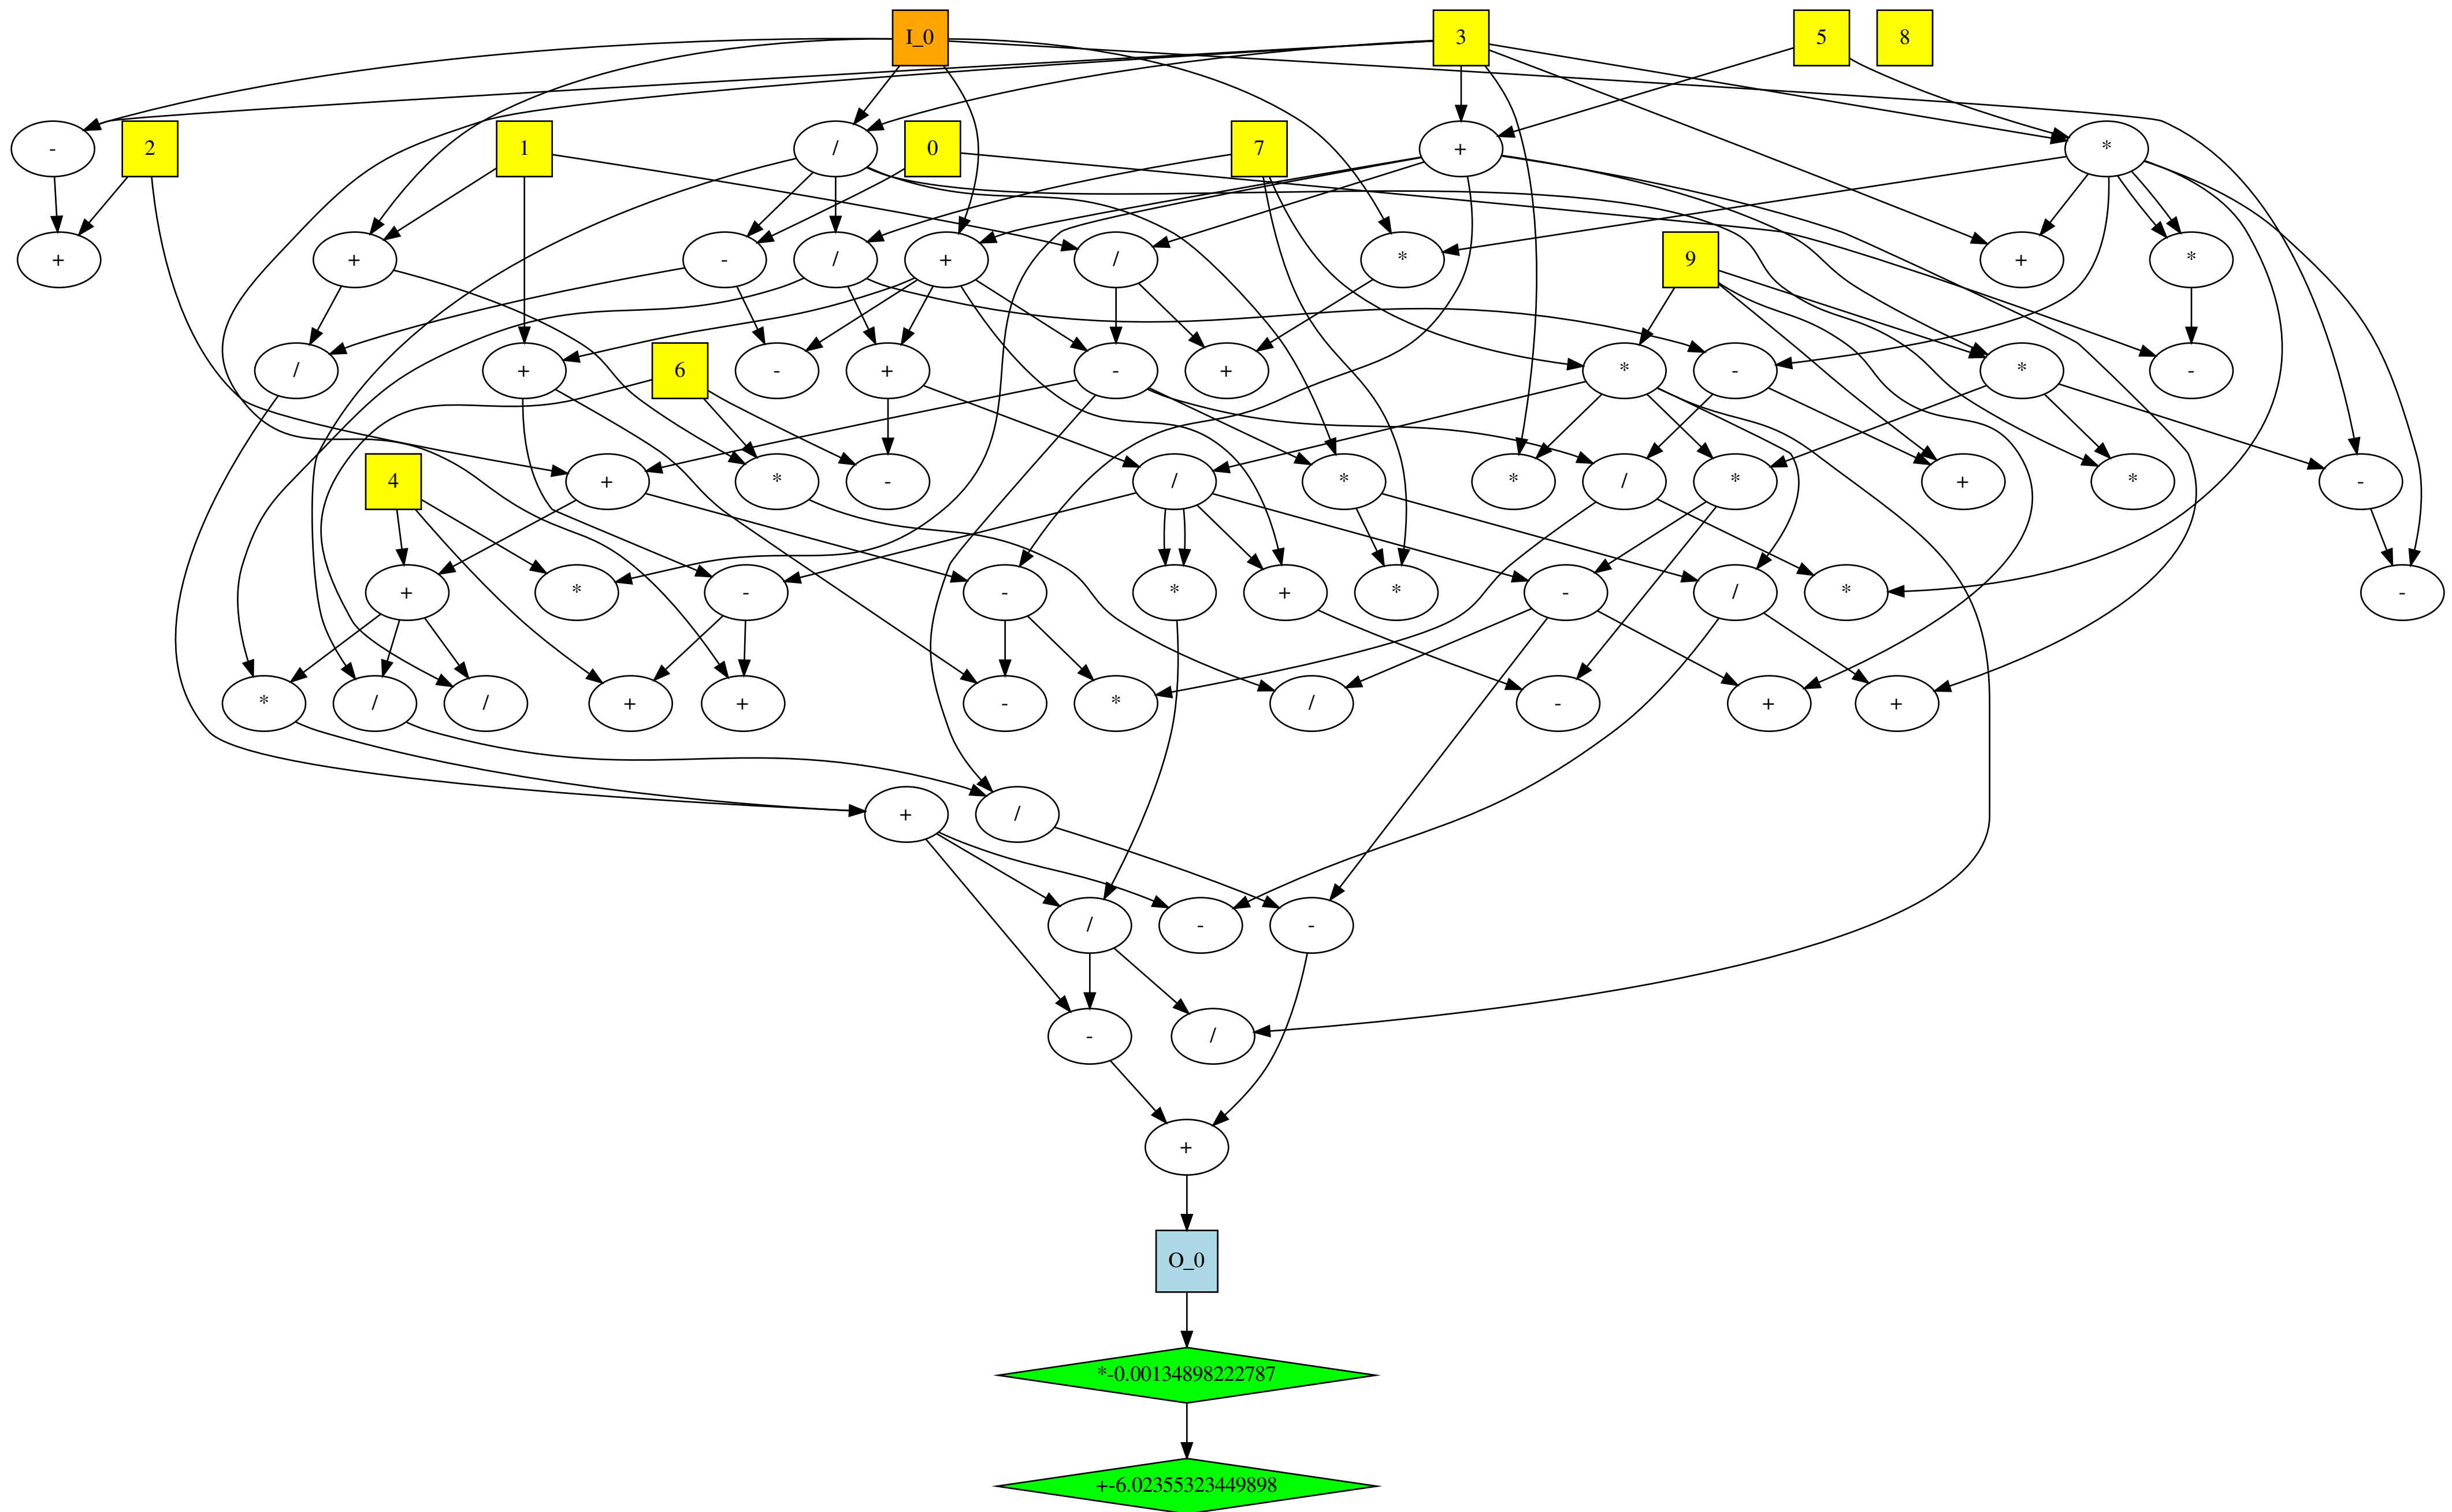 I_0 3 5 8
- 2 1 / 0 7 + *
+ + - / + / * 9 + *
/ + 6 - + - + * - * -
4 + * - / * * / * + * -
+ * - - * + * - / * -
* / / + + - * / - + +
+ /
/ - -
- /
+
O_0
*-0.00134898222787
+-6.02355323449898